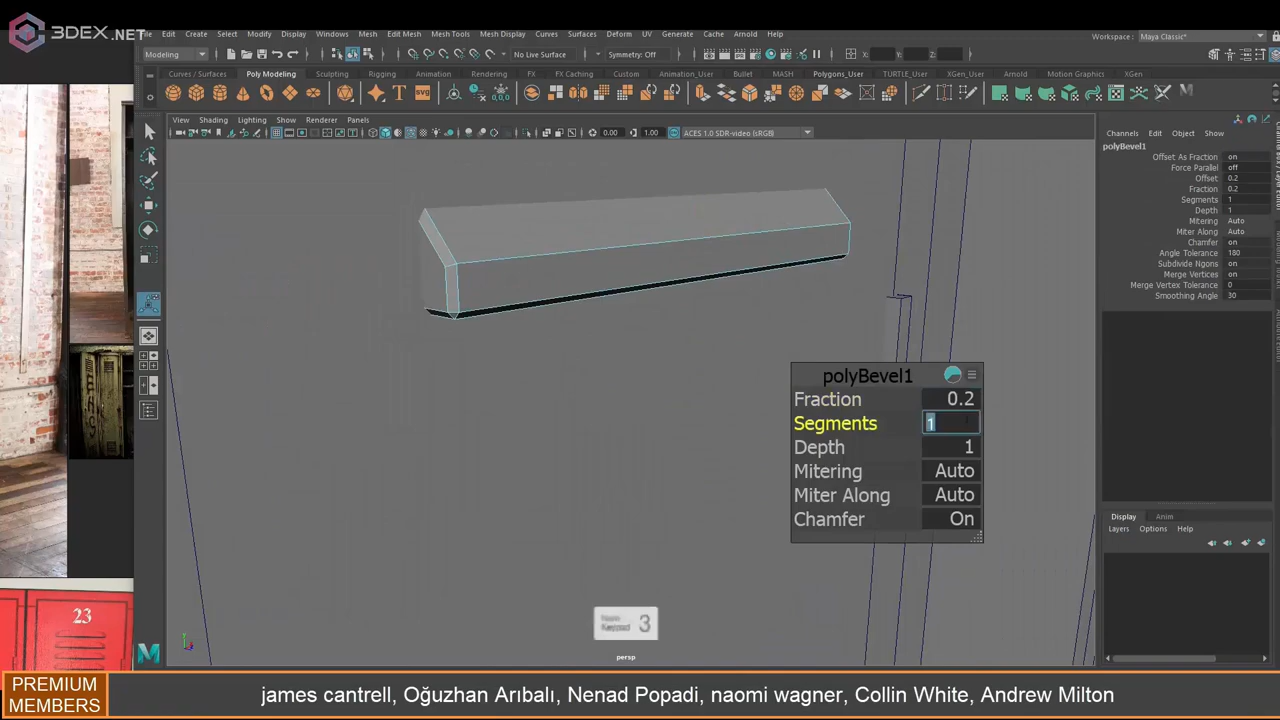 3DEX.NET
File Edit Create Select Modify Display Windows Mesh Edit Mesh Mesh Tools Mesh Display Curves Surfaces Deform UV Generate Cache Arnold Help
Workspace : Maya Classic*
Modeling
No Live Surface
Symmetry: Off
X: Y: Z:
Curves / Surfaces Poly Modeling Sculpting Rigging Animation Rendering FX FX Caching Custom Animation_User Bullet MASH Polygons_User TURTLE_User XGen_User Arnold Motion Graphics XGen
View Shading Lighting Show Renderer Panels
0.00 1.00 ACES 1.0 SDR-video (sRGB)
Channels Edit Object Show
polyBevel1
Offset As Fraction on
Force Parallel off
Offset 0.2
Fraction 0.2
Segments 1
Depth 1
Mitering Auto
Miter Along Auto
Chamfer on
Angle Tolerance 180
Subdivide Ngons on
Merge Vertices on
Merge Vertex Tolerance 0
Smoothing Angle 30
polyBevel1
Fraction 0.2
Segments 1
Depth 1
Mitering Auto
Miter Along Auto
Chamfer On
Display Anim
Layers Options Help
23
Keypad 3
persp
PREMIUM
MEMBERS
james cantrell, Oğuzhan Arıbalı, Nenad Popadi, naomi wagner, Collin White, Andrew Milton